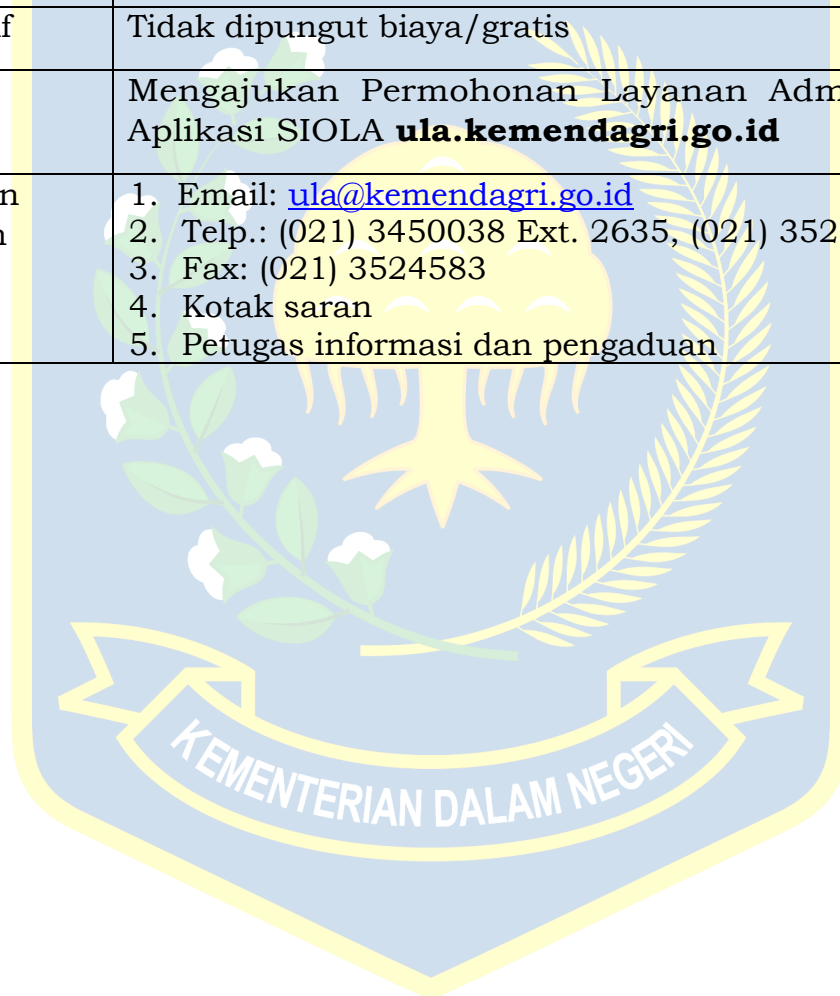 f Tidak dipungut biaya/gratis
Mengajukan Permohonan Layanan Adm
Aplikasi SIOLA ula.kemendagri.go.id
n 1. Email: ula@kemendagri.go.id
2. Telp.: (021) 3450038 Ext. 2635, (021) 352
3. Fax: (021) 3524583
4. Kotak saran
5. Petugas informasi dan pengaduan
KEMENTERIAN DALAM NEGERI